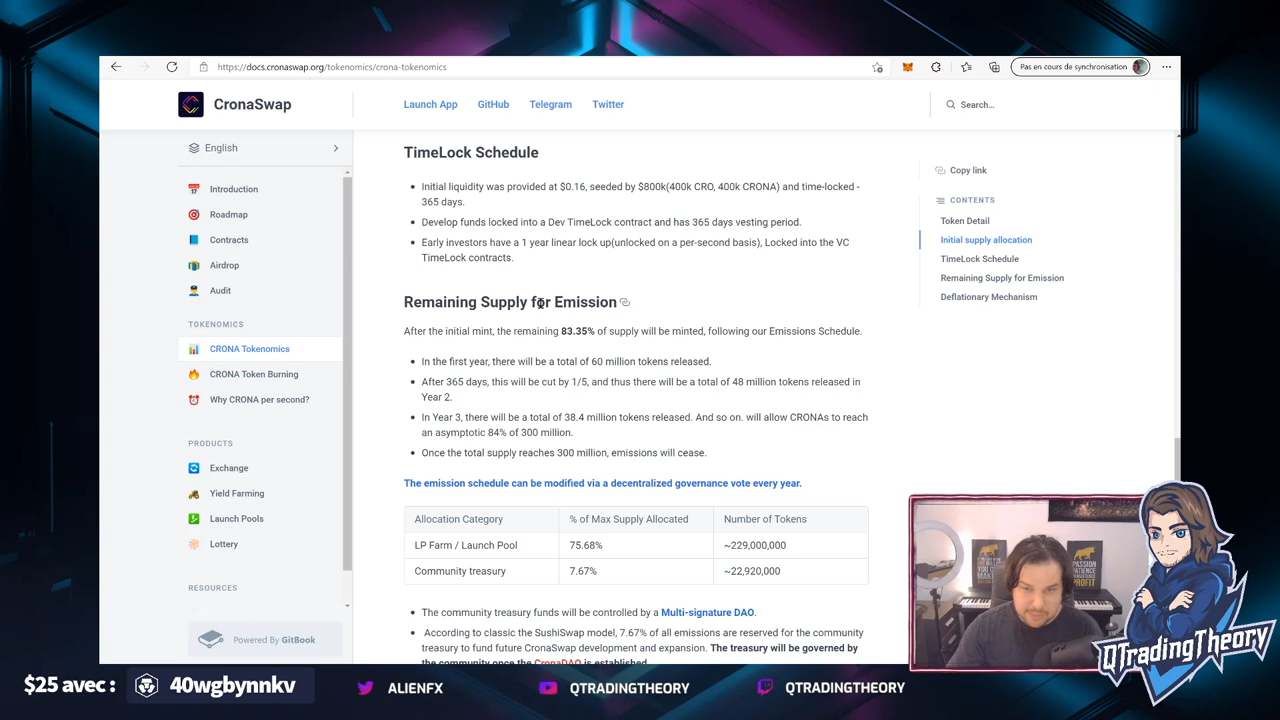 https://docs.cronaswap.org/tokenomics/crona-tokenomics
Pas en cours de synchronisation
CronaSwap
Launch App
GitHub
Telegram
Twitter
Search...
English
Introduction
Roadmap
Contracts
Airdrop
Audit
TOKENOMICS
CRONA Tokenomics
CRONA Token Burning
Why CRONA per second?
PRODUCTS
Exchange
Yield Farming
Launch Pools
Lottery
RESOURCES
Powered By GitBook
TimeLock Schedule
Initial liquidity was provided at $0.16, seeded by $800k(400k CRO, 400k CRONA) and time-locked -
365 days.
Develop funds locked into a Dev TimeLock contract and has 365 days vesting period.
Early investors have a 1 year linear lock up(unlocked on a per-second basis), Locked into the VC
TimeLock contracts.
Remaining Supply for Emission
After the initial mint, the remaining 83.35% of supply will be minted, following our Emissions Schedule.
In the first year, there will be a total of 60 million tokens released.
After 365 days, this will be cut by 1/5, and thus there will be a total of 48 million tokens released in
Year 2.
In Year 3, there will be a total of 38.4 million tokens released. And so on. will allow CRONAs to reach
an asymptotic 84% of 300 million.
Once the total supply reaches 300 million, emissions will cease.
The emission schedule can be modified via a decentralized governance vote every year.
Allocation Category
% of Max Supply Allocated
Number of Tokens
LP Farm / Launch Pool
75.68%
~229,000,000
Community treasury
7.67%
~22,920,000
The community treasury funds will be controlled by a Multi-signature DAO.
According to classic the SushiSwap model, 7.67% of all emissions are reserved for the community
treasury to fund future CronaSwap development and expansion. The treasury will be governed by
the community once the CronaDAO is established.
Copy link
CONTENTS
Token Detail
Initial supply allocation
TimeLock Schedule
Remaining Supply for Emission
Deflationary Mechanism
QTRADINGTHEORY
$25 avec :
40wgbynnkv
ALIENFX
QTRADINGTHEORY
QTRADINGTHEORY